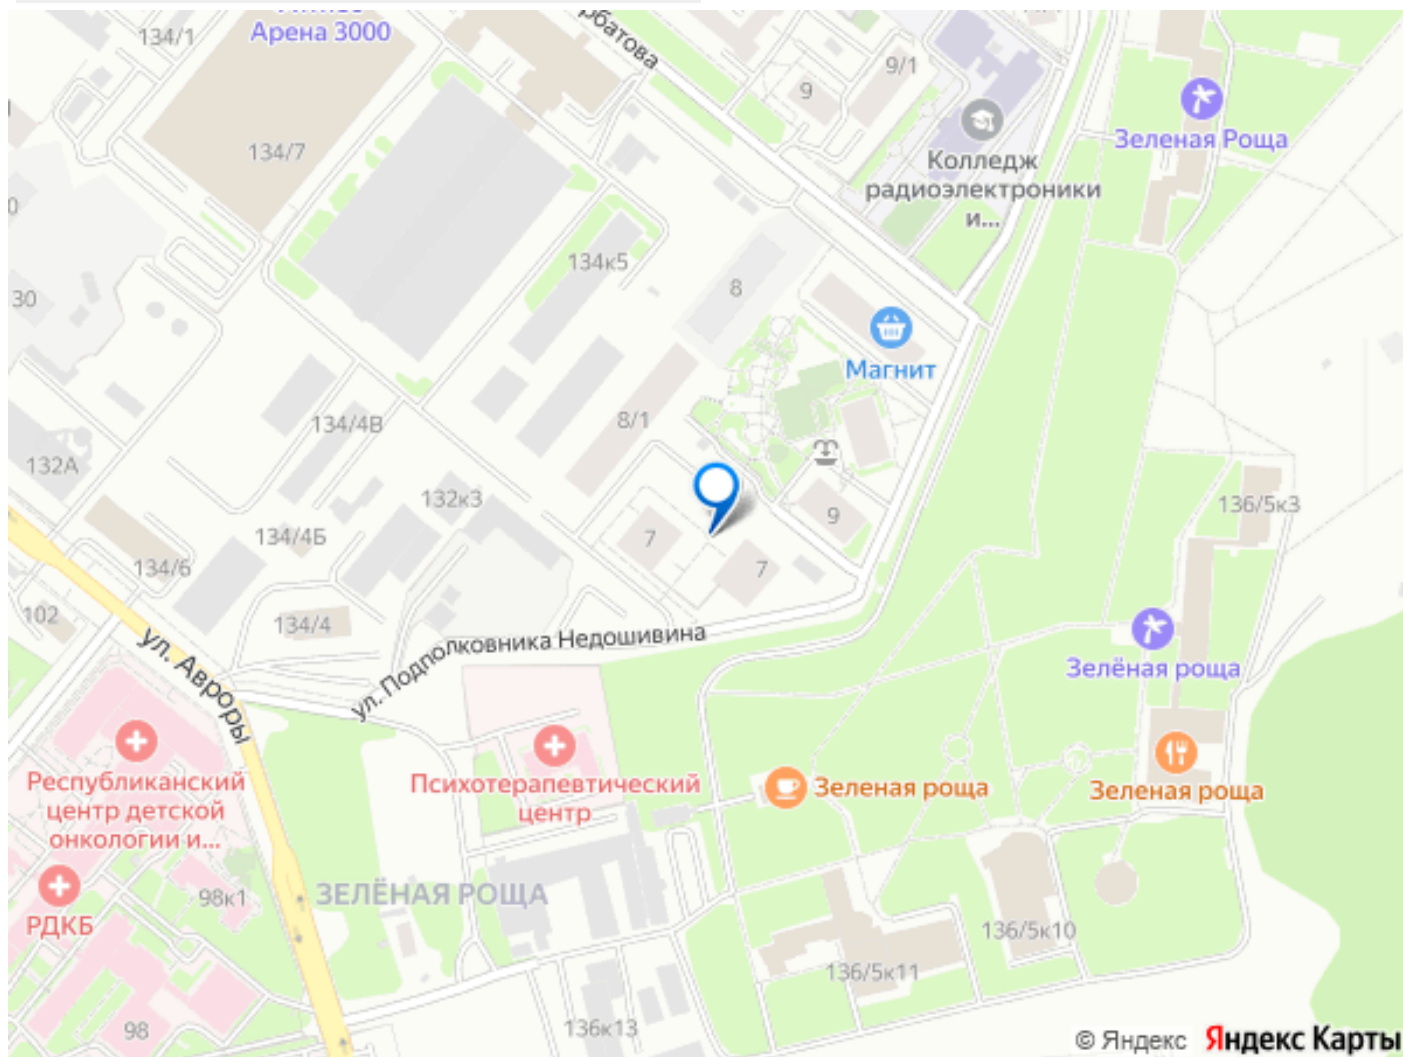 134/1
Арена 3000
рбатова
9/1
9
134/7
Колледж
радиоэлектроники
и...
Зеленая Роща
0
134к5
8
30
Магнит
8/1
134/4В
132А
132к3
134/4Б
134/6
7
9
7
136/5к3
102
134/4
ул. Подполковника Недошивина
ул. Авроры
Зелёная роща
Республиканский
центр детской
онкологии и...
Психотерапевтический
центр
Зеленая роща
Зеленая роща
РДКБ
98к1
ЗЕЛЁНАЯ РОЩА
136/5к10
136/5к11
98
136к13
© Яндекс Яндекс Карты